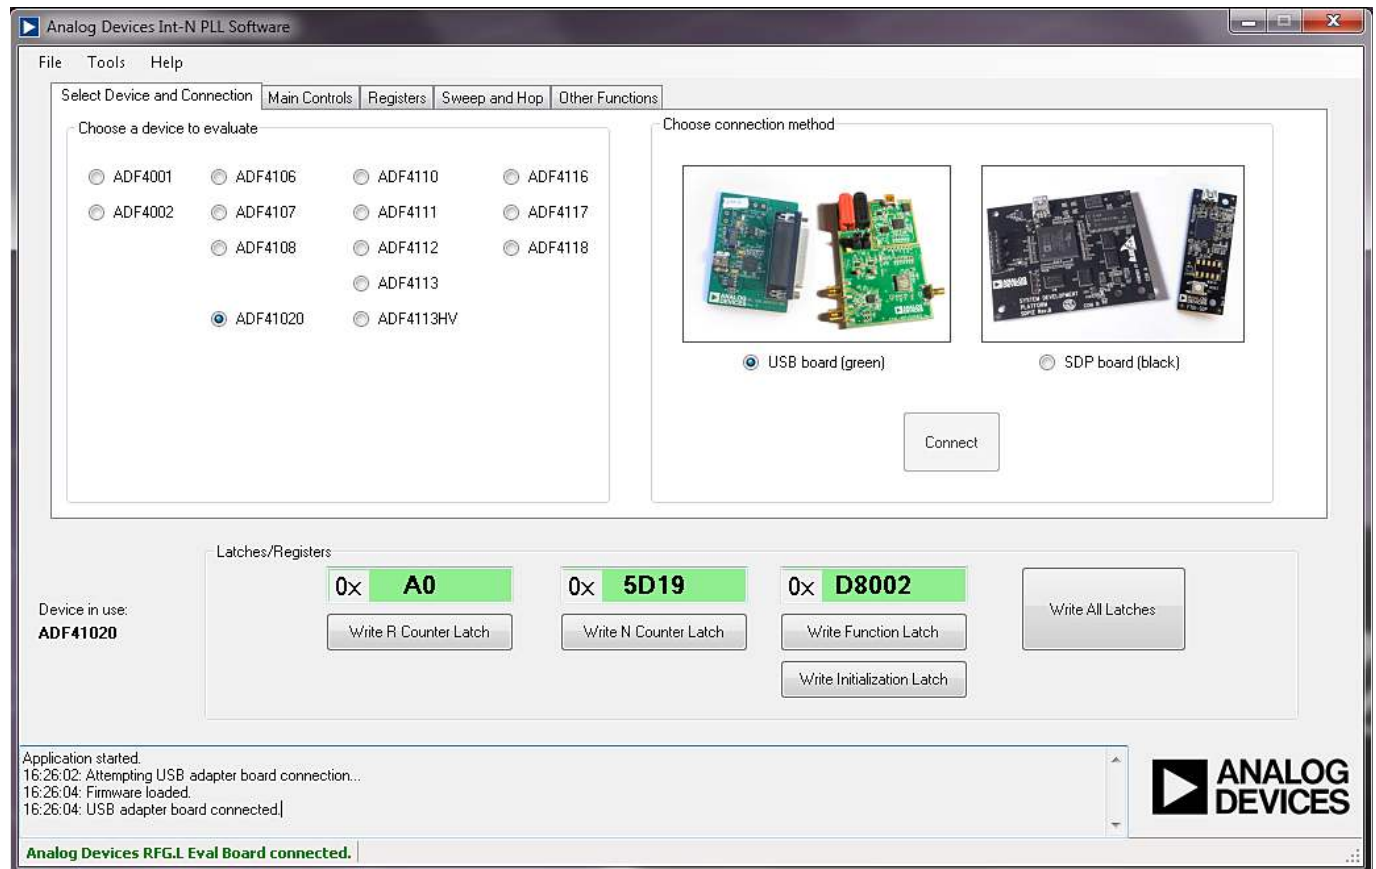 Analog Devices Int-N PLL Software
File Tools Help
Select Device and Connection Main Controls Registers Sweep and Hop Other Functions
Choose a device to evaluate
ADF4001 ADF4106 ADF4110 ADF4116
ADF4002 ADF4107 ADF4111 ADF4117
ADF4108 ADF4112 ADF4118
ADF4113
ADF41020 ADF4113HV
Choose connection method
ANALOG DEVICES
SYSTEM DEVELOPMENT
PLATFORM
USB board (green) SDP board (black)
Connect
Latches/Registers
0x A0 0x 5D19 0x D8002
Write R Counter Latch Write N Counter Latch Write Function Latch Write All Latches
Write Initialization Latch
Device in use:
ADF41020
Application started.
16:26:02: Attempting USB adapter board connection...
16:26:04: Firmware loaded.
16:26:04: USB adapter board connected.
ANALOG
DEVICES
Analog Devices RFG.L Eval Board connected.